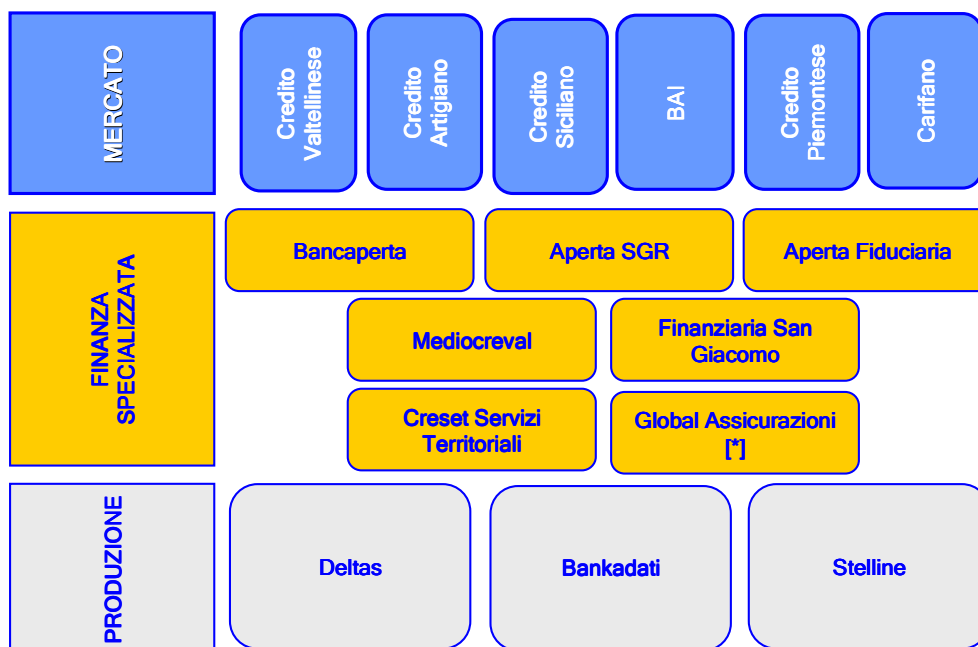 MERCATO
Credito
Valtellinese
Credito
Artigiano
Credito
Siciliano
BAI
Credito
Piemontese
Carifano
FINANZA
SPECIALIZZATA
Bancaperta
Aperta SGR
Aperta Fiduciaria
Mediocreval
Finanziaria San
Giacomo
Creset Servizi
Territoriali
Global Assicurazioni
[*]
PRODUZIONE
Deltas
Bankadati
Stelline